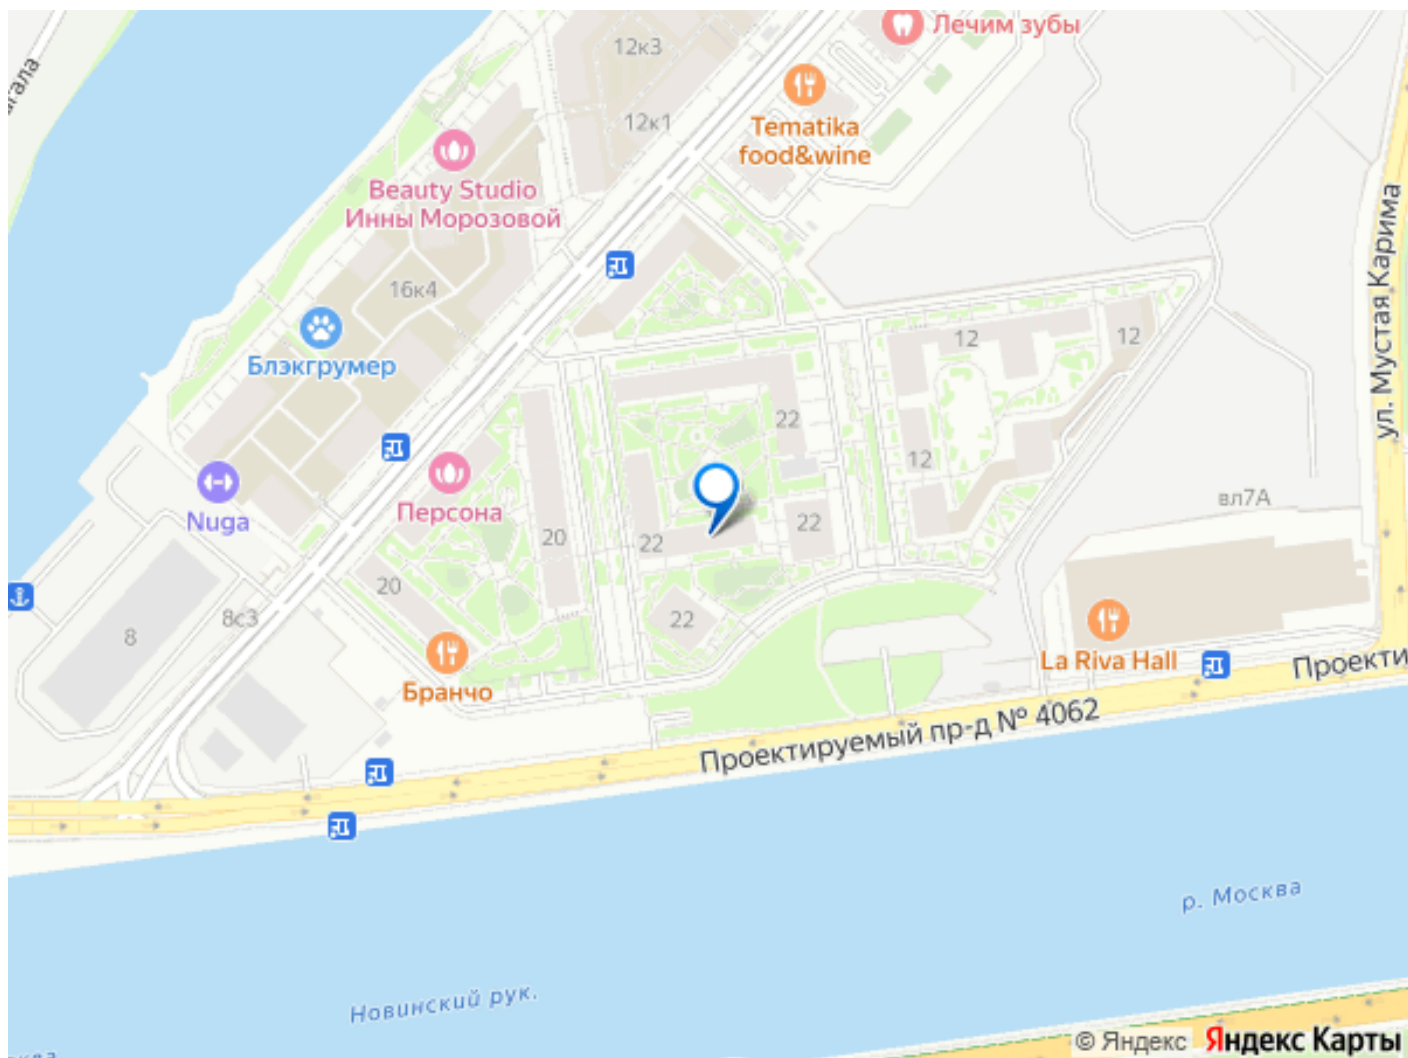 Лечим зубы
12к3
Tematika
food&wine
12к1
Beauty Studio
Инны Морозовой
ул. Мустая Карима
16к4
Блэкгрумер
12
12
22
12
Nuga
Персона
вл7А
22
20
22
20
8с3
8
22
La Riva Hall
Бранчо
Проекти
Проектируемый пр-д № 4062
р. Москва
Новинский рук.
© Яндекс
Яндекс Карты